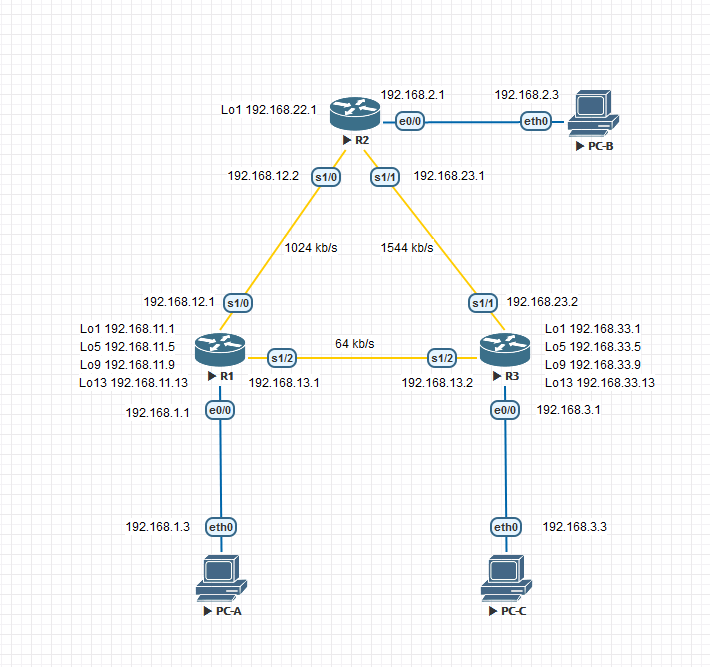 192.168.2.1
192.168.2.3
Lo1 192.168.22.1
e0/0
eth0
R2
PC-B
192.168.12.2
s1/0
s1/1
192.168.23.1
1024 kb/s
1544 kb/s
192.168.12.1
s1/0
s1/1
192.168.23.2
Lo1 192.168.11.1
Lo5 192.168.11.5
Lo9 192.168.11.9
Lo13 192.168.11.13
R1
s1/2
64 kb/s
s1/2
R3
Lo1 192.168.33.1
Lo5 192.168.33.5
Lo9 192.168.33.9
Lo13 192.168.33.13
192.168.13.1
192.168.13.2
192.168.1.1
e0/0
e0/0
192.168.3.1
192.168.1.3
eth0
eth0
192.168.3.3
PC-A
PC-C